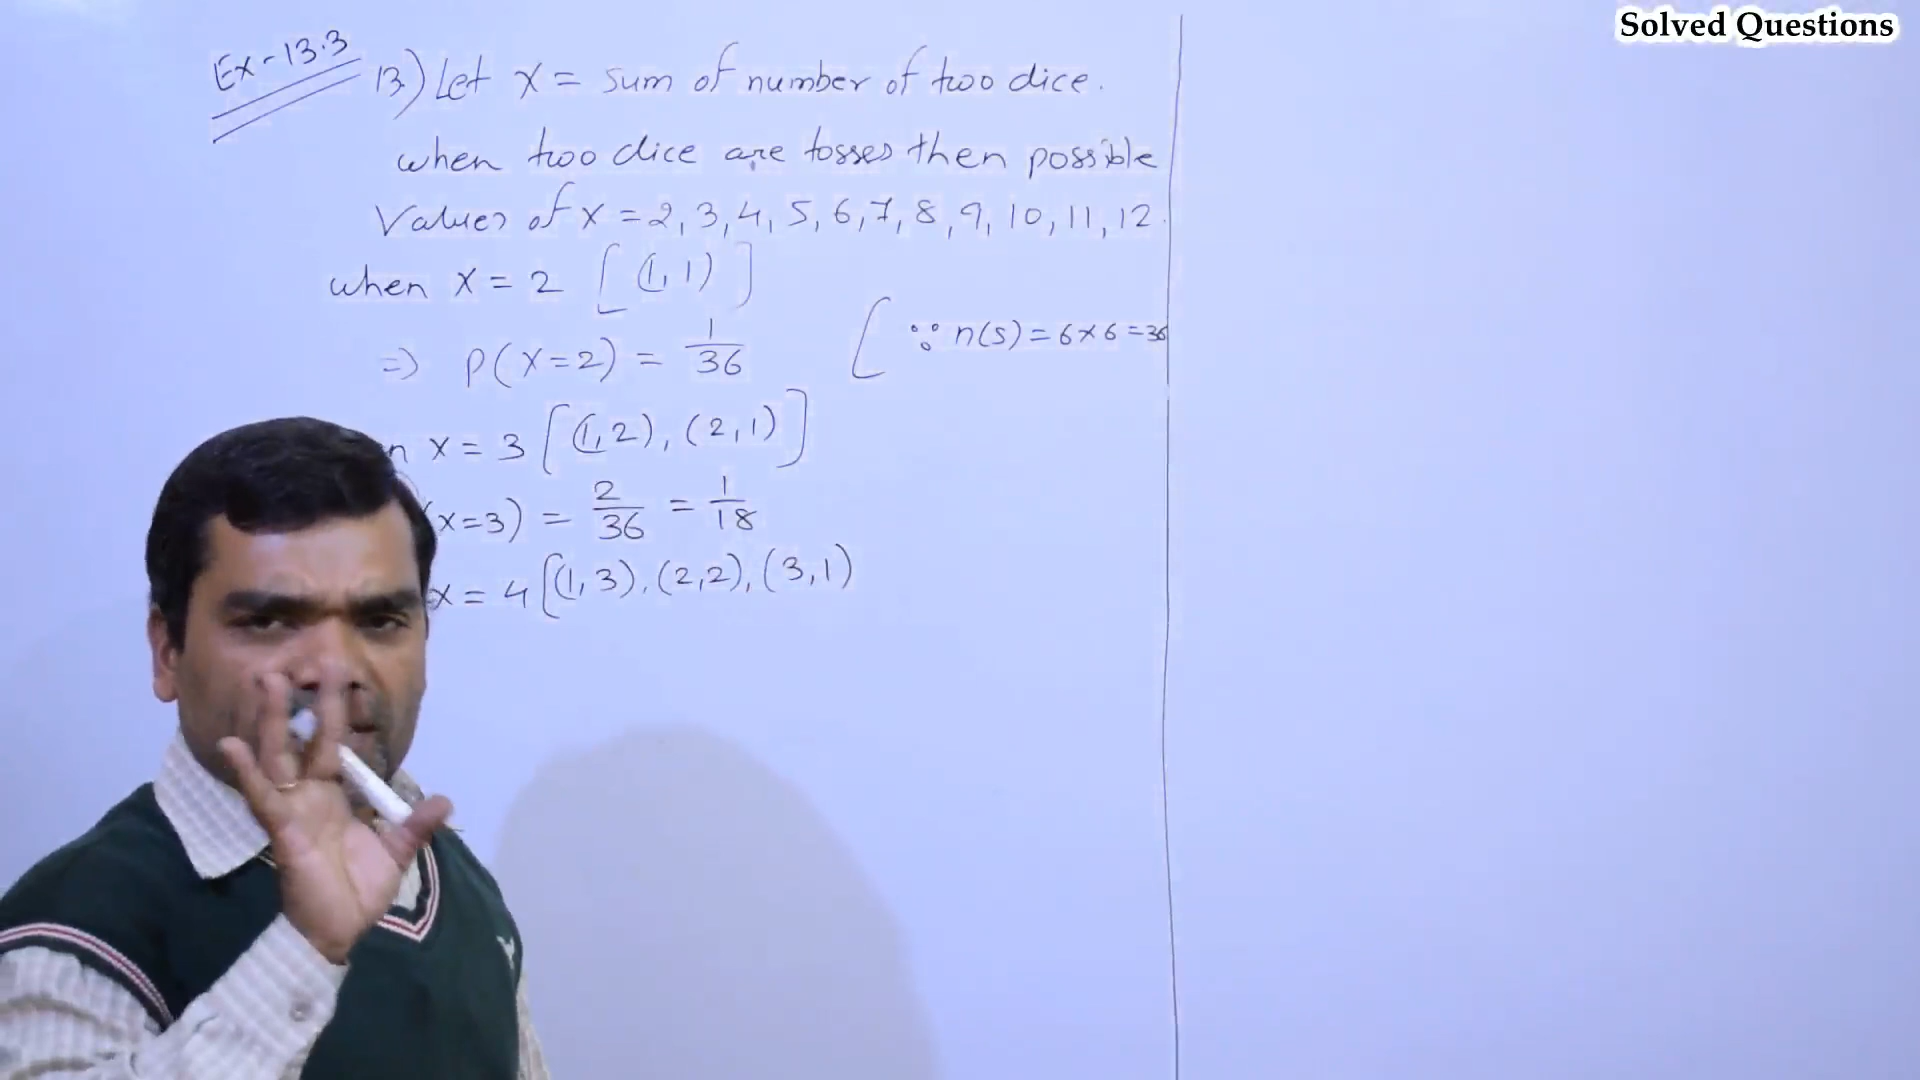 Solved Questions
Ex-13.3
13.) Let X = sum of number of two dice.
when two dice are tosses then possible
Values of X = 2, 3, 4, 5, 6, 7, 8, 9, 10, 11, 12.
when X = 2 [ (1, 1) ]
=> P(X=2) = 1/36 [ ∵ n(s) = 6×6 = 36
n X = 3 [ (1,2), (2,1) ]
(x=3) = 2/36 = 1/18
x = 4 [ (1,3), (2,2), (3,1)